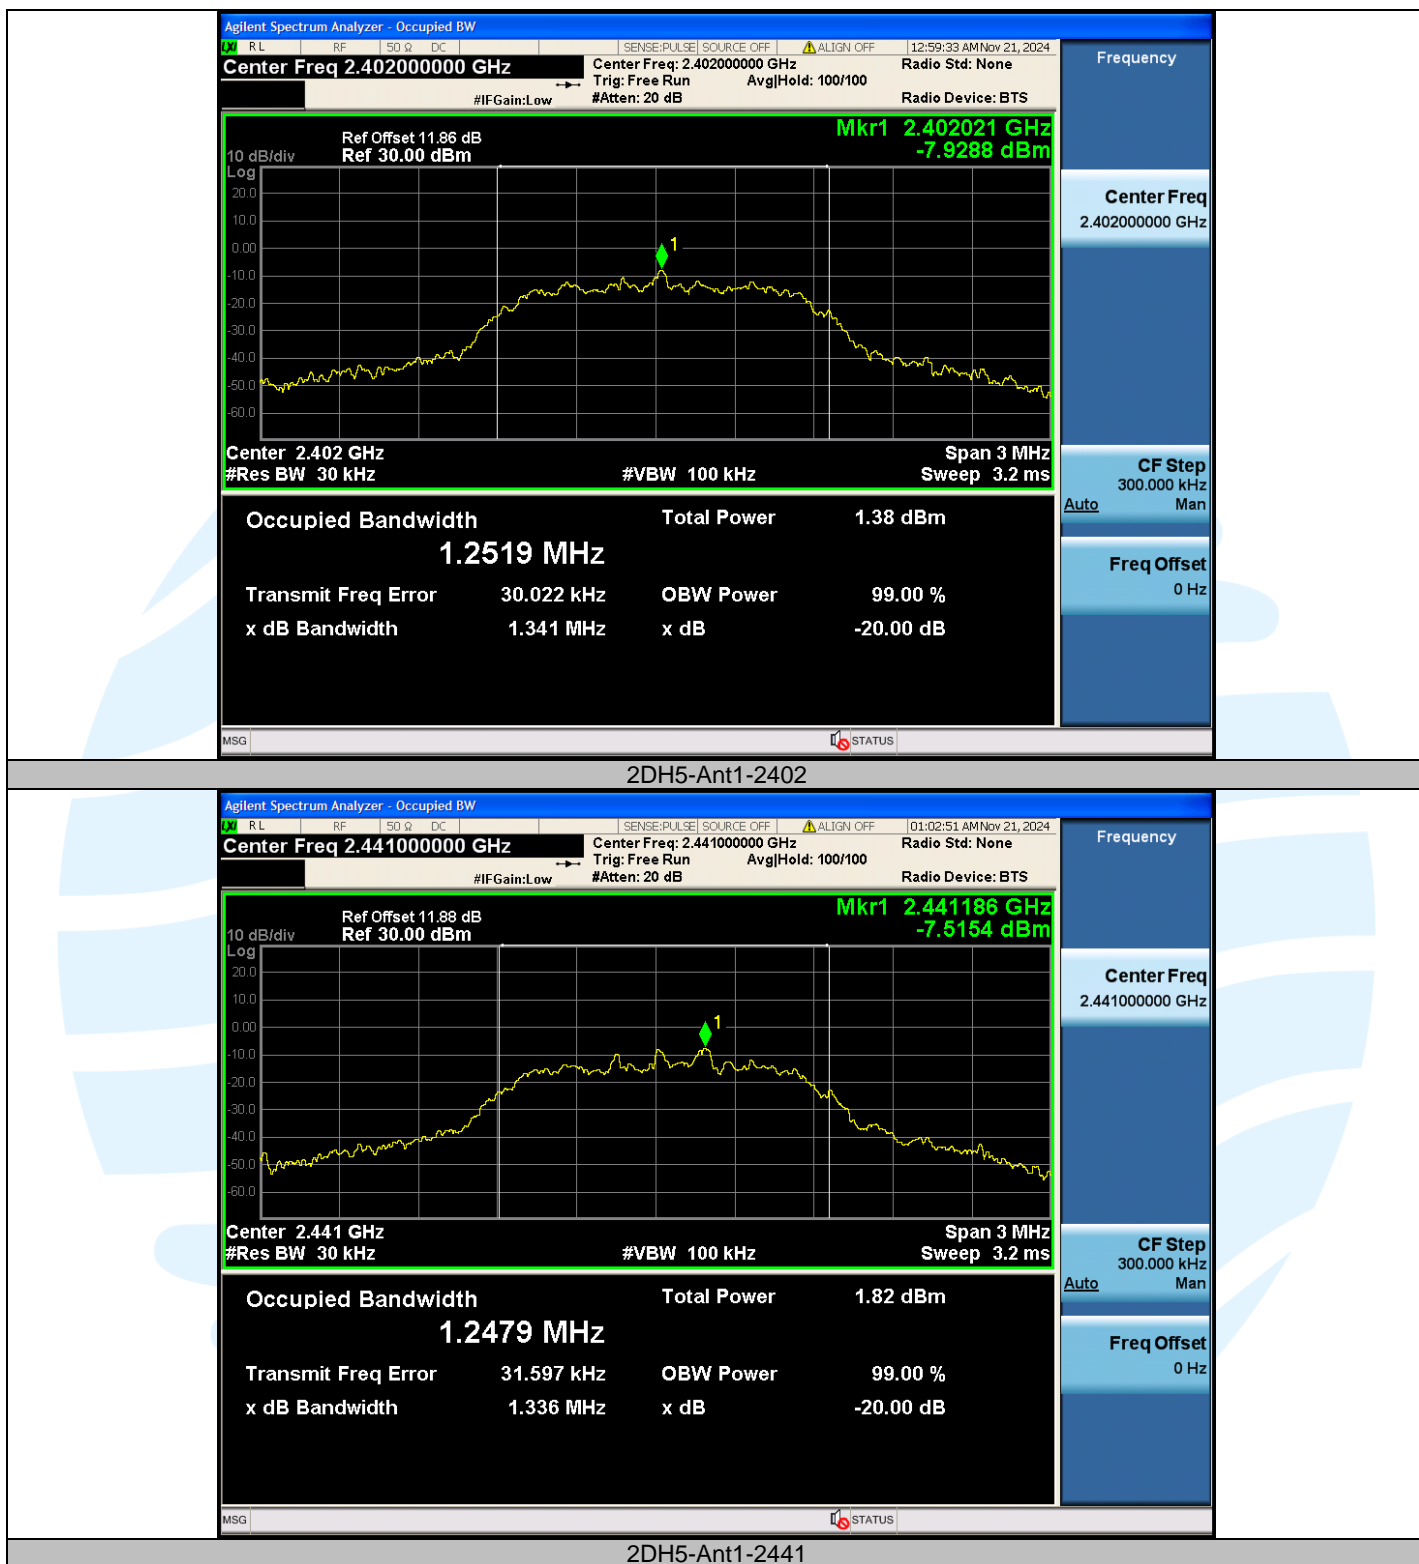 Agilent Spectrum Analyzer - Occupied BW
LXI RL RF 50 Ω DC SENSE:PULSE SOURCE OFF ALIGN OFF 12:59:33 AM Nov 21, 2024
Center Freq 2.402000000 GHz Center Freq: 2.402000000 GHz Radio Std: None
Trig: Free Run Avg|Hold: 100/100
#IFGain:Low #Atten: 20 dB Radio Device: BTS
Frequency
Mkr1 2.402021 GHz
Ref Offset 11.86 dB -7.9288 dBm
10 dB/div Ref 30.00 dBm
Log
20.0
10.0
0.00
-10.0
-20.0
-30.0
-40.0
-50.0
-60.0
1
Center 2.402 GHz Span 3 MHz
#Res BW 30 kHz #VBW 100 kHz Sweep 3.2 ms
Occupied Bandwidth Total Power 1.38 dBm
1.2519 MHz
Transmit Freq Error 30.022 kHz OBW Power 99.00 %
x dB Bandwidth 1.341 MHz x dB -20.00 dB
Center Freq
2.402000000 GHz
CF Step
300.000 kHz
Auto Man
Freq Offset
0 Hz
MSG STATUS
2DH5-Ant1-2402
Agilent Spectrum Analyzer - Occupied BW
LXI RL RF 50 Ω DC SENSE:PULSE SOURCE OFF ALIGN OFF 01:02:51 AM Nov 21, 2024
Center Freq 2.441000000 GHz Center Freq: 2.441000000 GHz Radio Std: None
Trig: Free Run Avg|Hold: 100/100
#IFGain:Low #Atten: 20 dB Radio Device: BTS
Frequency
Mkr1 2.441186 GHz
Ref Offset 11.88 dB -7.5154 dBm
10 dB/div Ref 30.00 dBm
Log
20.0
10.0
0.00
-10.0
-20.0
-30.0
-40.0
-50.0
-60.0
1
Center 2.441 GHz Span 3 MHz
#Res BW 30 kHz #VBW 100 kHz Sweep 3.2 ms
Occupied Bandwidth Total Power 1.82 dBm
1.2479 MHz
Transmit Freq Error 31.597 kHz OBW Power 99.00 %
x dB Bandwidth 1.336 MHz x dB -20.00 dB
Center Freq
2.441000000 GHz
CF Step
300.000 kHz
Auto Man
Freq Offset
0 Hz
MSG STATUS
2DH5-Ant1-2441